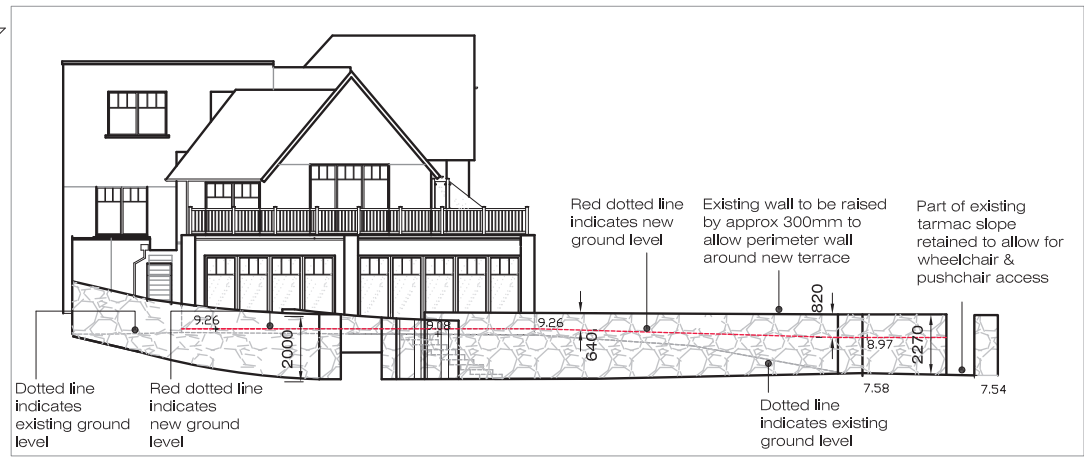 Red dotted line
indicates new
ground level
Existing wall to be raised
by approx 300mm to
allow perimeter wall
around new terrace
Part of existing
tarmac slope
retained to allow for
wheelchair &
pushchair access
820
9.26
9.08
9.26
2000
640
8.97
2270
7.58
7.54
Dotted line
indicates
existing ground
level
Red dotted line
indicates
new ground
level
Dotted line
indicates existing
ground level